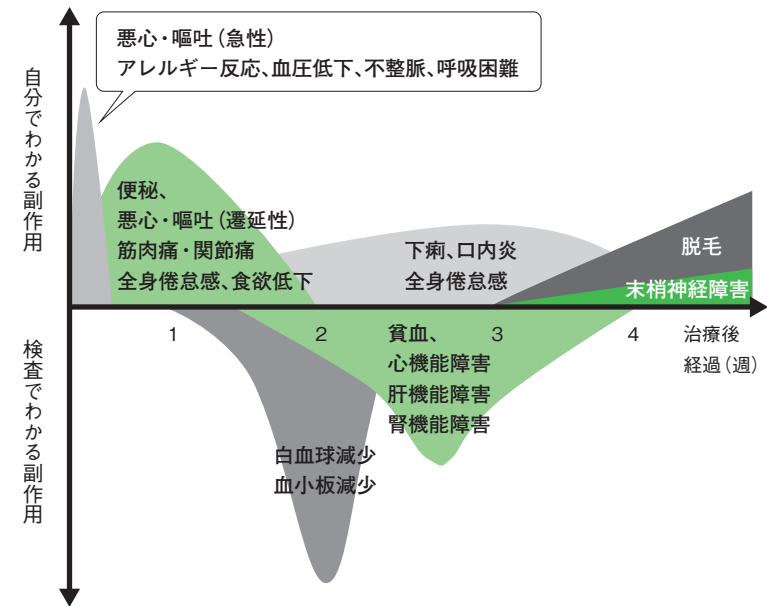 悪心・嘔吐（急性）
アレルギー反応、血圧低下、不整脈、呼吸困難
自分でわかる副作用
便秘、
悪心・嘔吐（遷延性）
筋肉痛・関節痛
全身倦怠感、食欲低下
下痢、口内炎
全身倦怠感
脱毛
末梢神経障害
1
2
3
4
治療後
経過（週）
検査でわかる副作用
貧血、
心機能障害
肝機能障害
腎機能障害
白血球減少
血小板減少